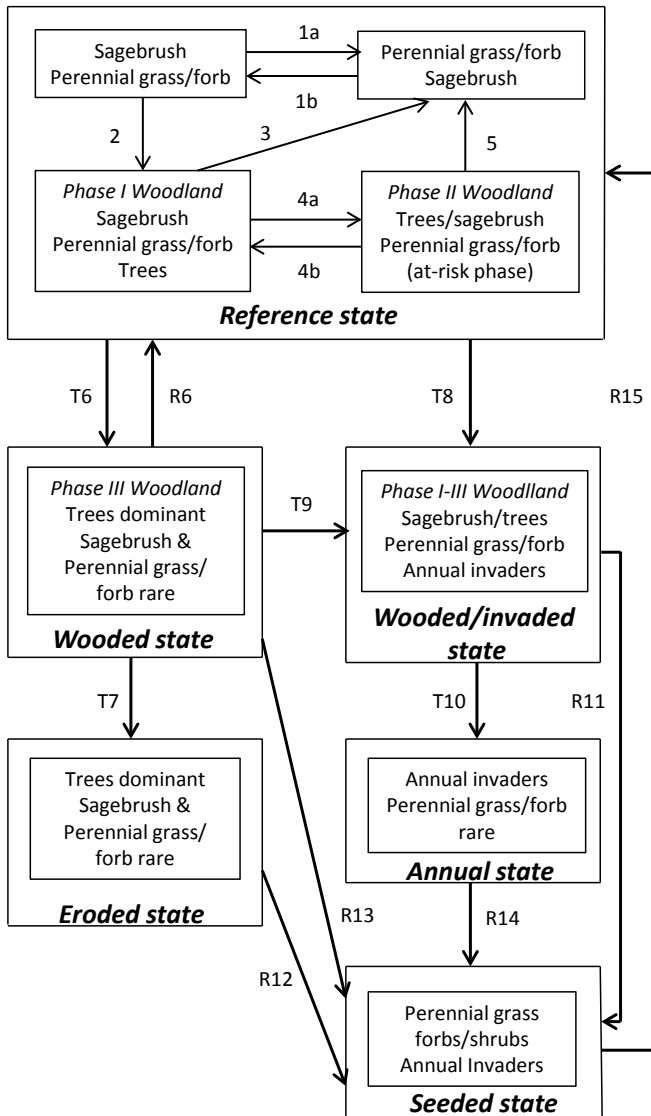 Sagebrush
Perennial grass/forb
1a
Perennial grass/forb
Sagebrush
1b
2
3
5
Phase I Woodland
Sagebrush
Perennial grass/forb
Trees
4a
4b
Phase II Woodland
Trees/sagebrush
Perennial grass/forb
(at-risk phase)
Reference state
T6
R6
T8
R15
Phase III Woodland
Trees dominant
Sagebrush &
Perennial grass/
forb rare
Wooded state
T9
Phase I-III Woodlland
Sagebrush/trees
Perennial grass/forb
Annual invaders
Wooded/invaded
state
T7
T10
R11
Trees dominant
Sagebrush &
Perennial grass/
forb rare
Eroded state
Annual invaders
Perennial grass/forb
rare
Annual state
R13
R14
R12
Perennial grass
forbs/shrubs
Annual Invaders
Seeded state